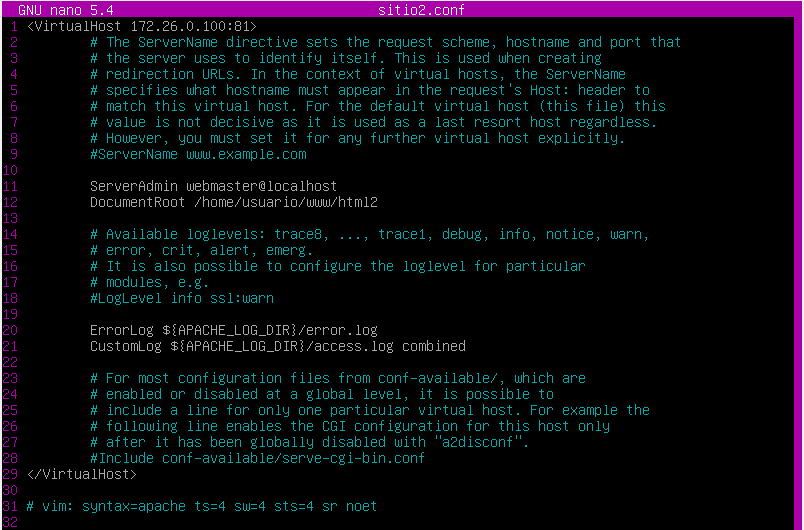 GNU nano 5.4 sitio2.conf
1 <VirtualHost 172.26.0.100:81>
2 # The ServerName directive sets the request scheme, hostname and port that
3 # the server uses to identify itself. This is used when creating
4 # redirection URLs. In the context of virtual hosts, the ServerName
5 # specifies what hostname must appear in the request's Host: header to
6 # match this virtual host. For the default virtual host (this file) this
7 # value is not decisive as it is used as a last resort host regardless.
8 # However, you must set it for any further virtual host explicitly.
9 #ServerName www.example.com
10
11 ServerAdmin webmaster@localhost
12 DocumentRoot /home/usuario/www/html2
13
14 # Available loglevels: trace8, ..., trace1, debug, info, notice, warn,
15 # error, crit, alert, emerg.
16 # It is also possible to configure the loglevel for particular
17 # modules, e.g.
18 #LogLevel info ssl:warn
19
20 ErrorLog ${APACHE_LOG_DIR}/error.log
21 CustomLog ${APACHE_LOG_DIR}/access.log combined
22
23 # For most configuration files from conf-available/, which are
24 # enabled or disabled at a global level, it is possible to
25 # include a line for only one particular virtual host. For example the
26 # following line enables the CGI configuration for this host only
27 # after it has been globally disabled with "a2disconf".
28 #Include conf-available/serve-cgi-bin.conf
29 </VirtualHost>
30
31 # vim: syntax=apache ts=4 sw=4 sts=4 sr noet
32